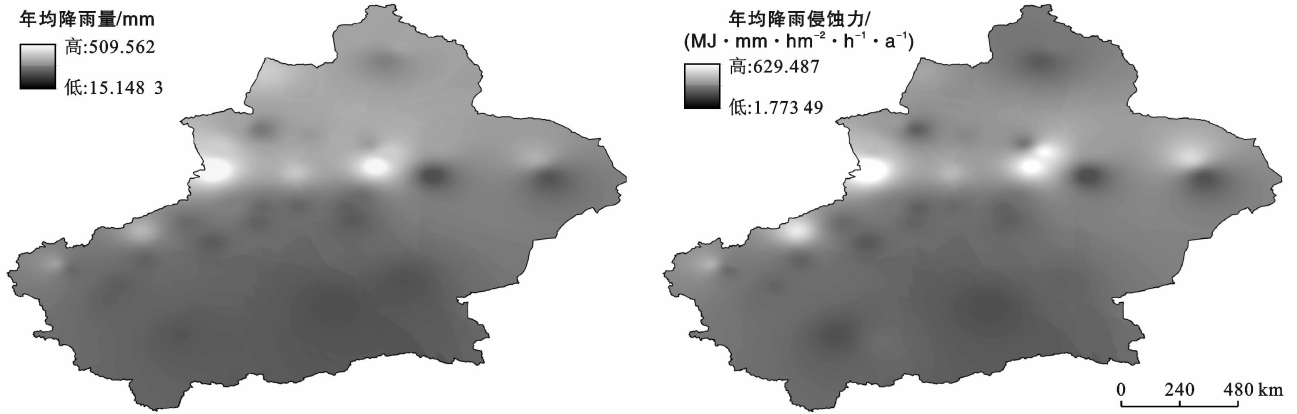 年均降雨量/mm
高:509.562
低:15.148 3
年均降雨侵蚀力/
(MJ·mm·hm⁻²·h⁻¹·a⁻¹)
高:629.487
低:1.773 49
0 240 480 km